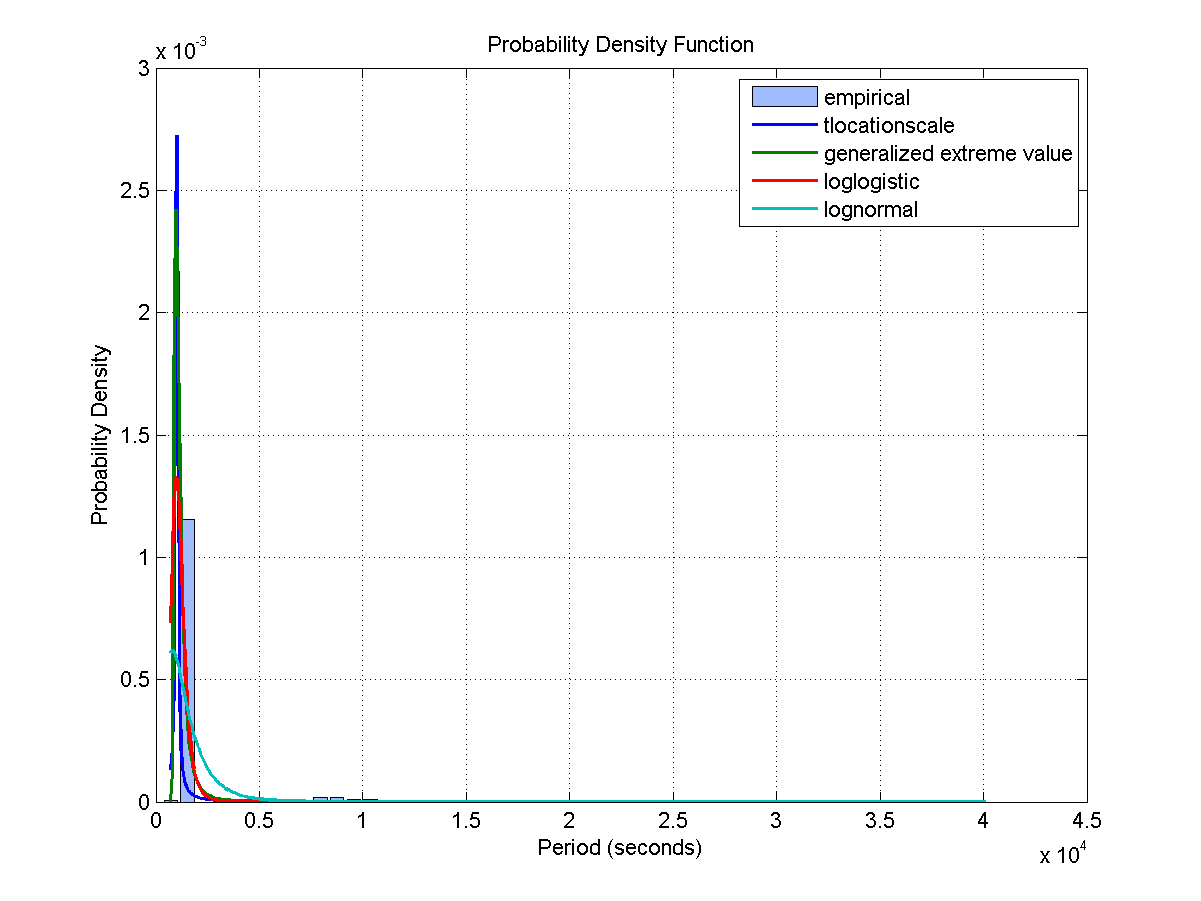 Probability Density Function
x 10^-3
3
2.5
2
1.5
1
0.5
0
Probability Density
empirical
tlocationscale
generalized extreme value
loglogistic
lognormal
0 0.5 1 1.5 2 2.5 3 3.5 4 4.5
Period (seconds)
x 10^4